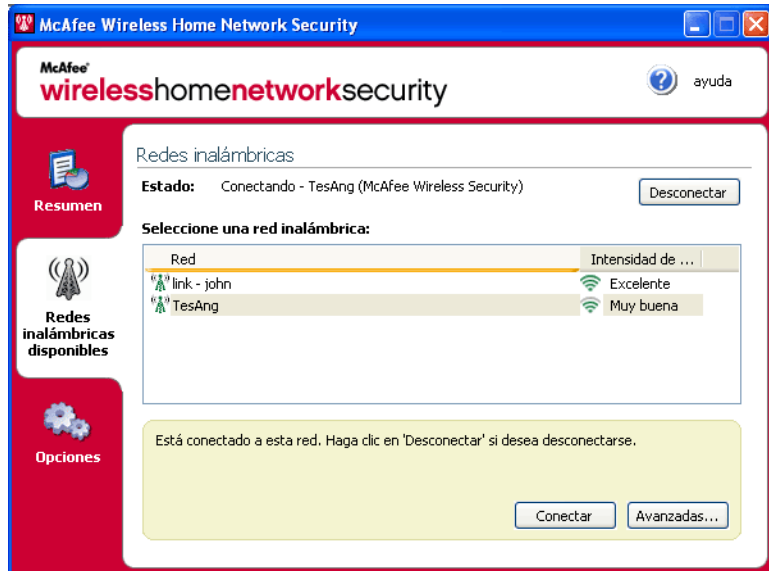 McAfee Wireless Home Network Security
McAfee
wirelesshomenetworksecurity
ayuda
Resumen
Redes
inalámbricas
disponibles
Opciones
Redes inalámbricas
Estado: Conectando - TesAng (McAfee Wireless Security)
Desconectar
Seleccione una red inalámbrica:
Red Intensidad de ...
link - john Excelente
TesAng Muy buena
Está conectado a esta red. Haga clic en 'Desconectar' si desea desconectarse.
Conectar Avanzadas...